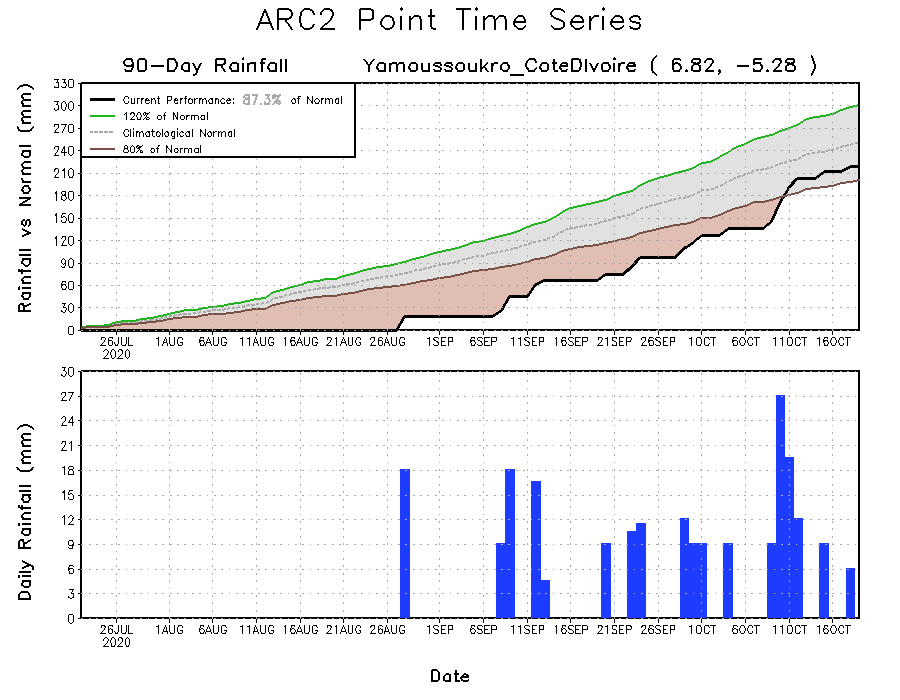 ARC2 Point Time Series
90-Day Rainfall Yamoussoukro_CoteDIvoire ( 6.82, -5.28 )
Rainfall vs Normal (mm)
330
300
270
240
210
180
150
120
90
60
30
0
Current Performance: 87.3% of Normal
120% of Normal
Climatological Normal
80% of Normal
26JUL 1AUG 6AUG 11AUG 16AUG 21AUG 26AUG 1SEP 6SEP 11SEP 16SEP 21SEP 26SEP 1OCT 6OCT 11OCT 16OCT
2020
Daily Rainfall (mm)
30
27
24
21
18
15
12
9
6
3
0
26JUL 1AUG 6AUG 11AUG 16AUG 21AUG 26AUG 1SEP 6SEP 11SEP 16SEP 21SEP 26SEP 1OCT 6OCT 11OCT 16OCT
2020
Date